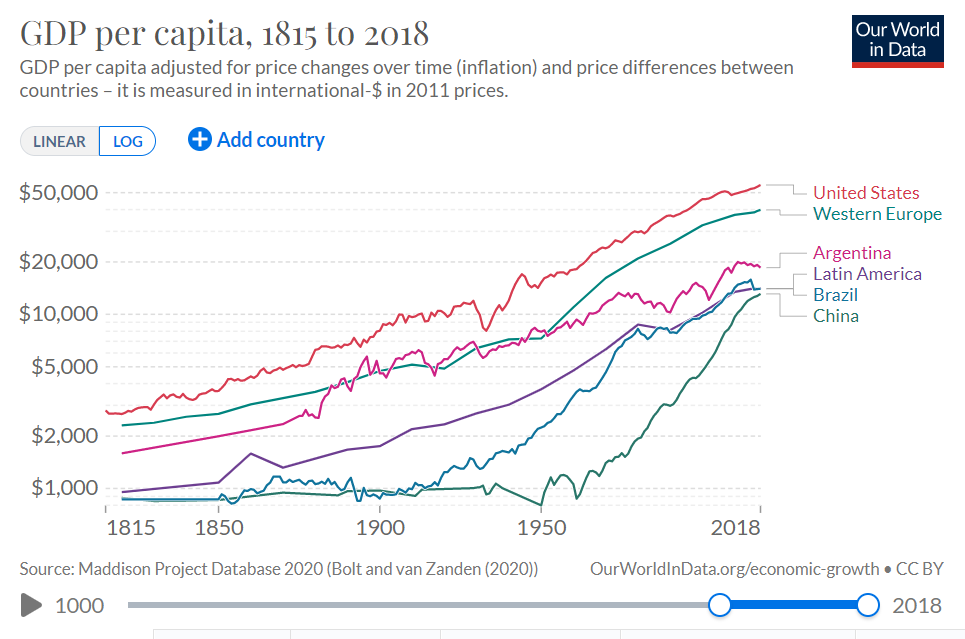 GDP per capita, 1815 to 2018
Our World
in Data
GDP per capita adjusted for price changes over time (inflation) and price differences between
countries – it is measured in international-$ in 2011 prices.
LINEAR
LOG
Add country
$50,000
$20,000
$10,000
$5,000
$2,000
$1,000
United States
Western Europe
Argentina
Latin America
Brazil
China
1815
1850
1900
1950
2018
Source: Maddison Project Database 2020 (Bolt and van Zanden (2020))
OurWorldInData.org/economic-growth • CC BY
1000
2018